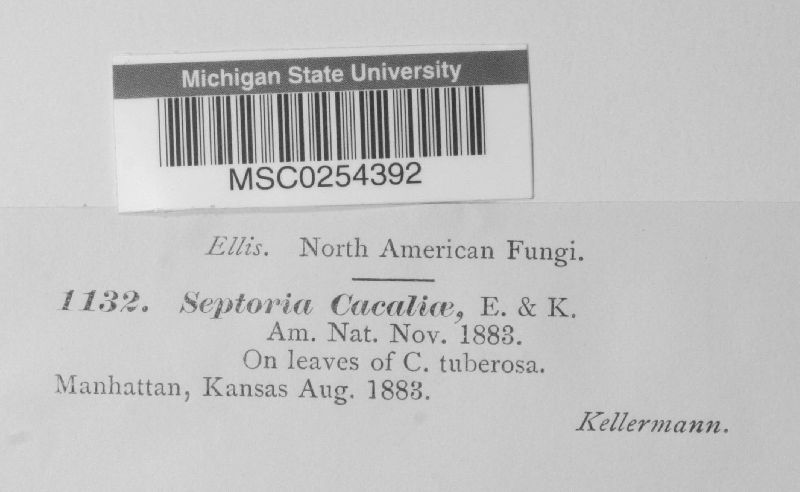 Michigan State University
MSC0254392
Ellis. North American Fungi.
1132. Septoria Cacaliæ, E. & K.
Am. Nat. Nov. 1883.
On leaves of C. tuberosa.
Manhattan, Kansas Aug. 1883.
Kellermann.